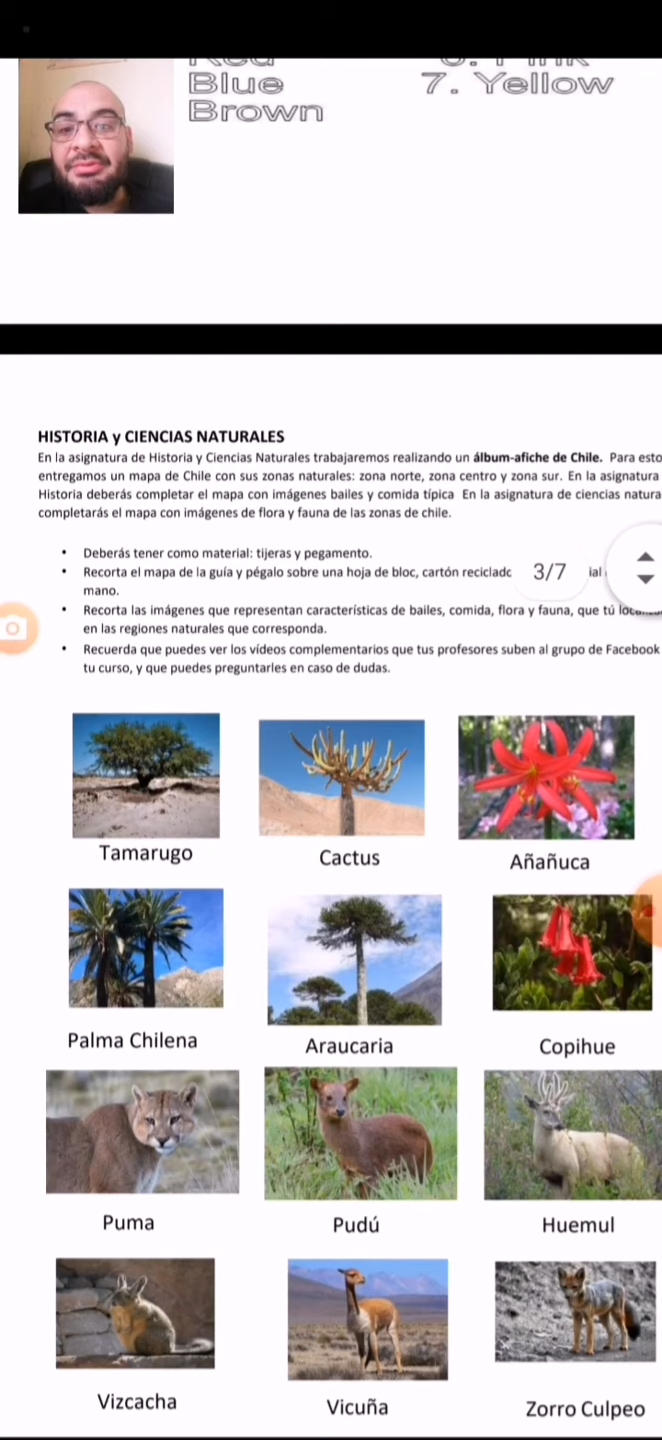 Blue
7. Yellow
Brown
HISTORIA y CIENCIAS NATURALES
En la asignatura de Historia y Ciencias Naturales trabajaremos realizando un álbum-afiche de Chile. Para esto
entregamos un mapa de Chile con sus zonas naturales: zona norte, zona centro y zona sur. En la asignatura
Historia deberás completar el mapa con imágenes bailes y comida típica En la asignatura de ciencias natura
completarás el mapa con imágenes de flora y fauna de las zonas de chile.
• Deberás tener como material: tijeras y pegamento.
• Recorta el mapa de la guía y pégalo sobre una hoja de bloc, cartón reciclado
3/7
mano.
• Recorta las imágenes que representan características de bailes, comida, flora y fauna, que tú
en las regiones naturales que corresponda.
• Recuerda que puedes ver los vídeos complementarios que tus profesores suben al grupo de Facebook
tu curso, y que puedes preguntarles en caso de dudas.
Tamarugo
Cactus
Añañuca
Palma Chilena
Araucaria
Copihue
Puma
Pudú
Huemul
Vizcacha
Vicuña
Zorro Culpeo